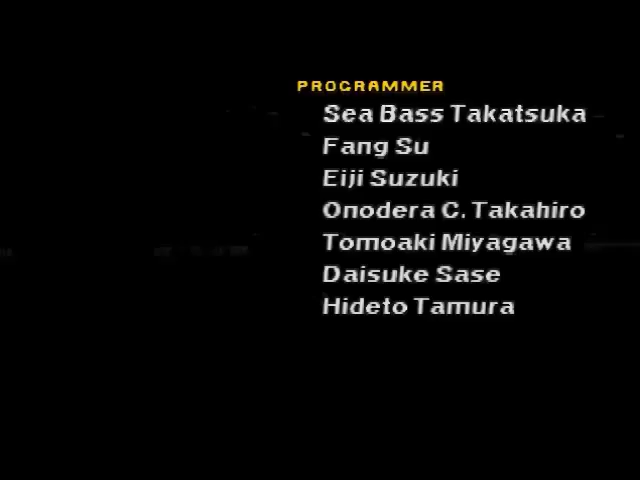 PROGRAMMER
Sea Bass Takatsuka
Fang Su
Eiji Suzuki
Onodera C. Takahiro
Tomoaki Miyagawa
Daisuke Sase
Hideto Tamura